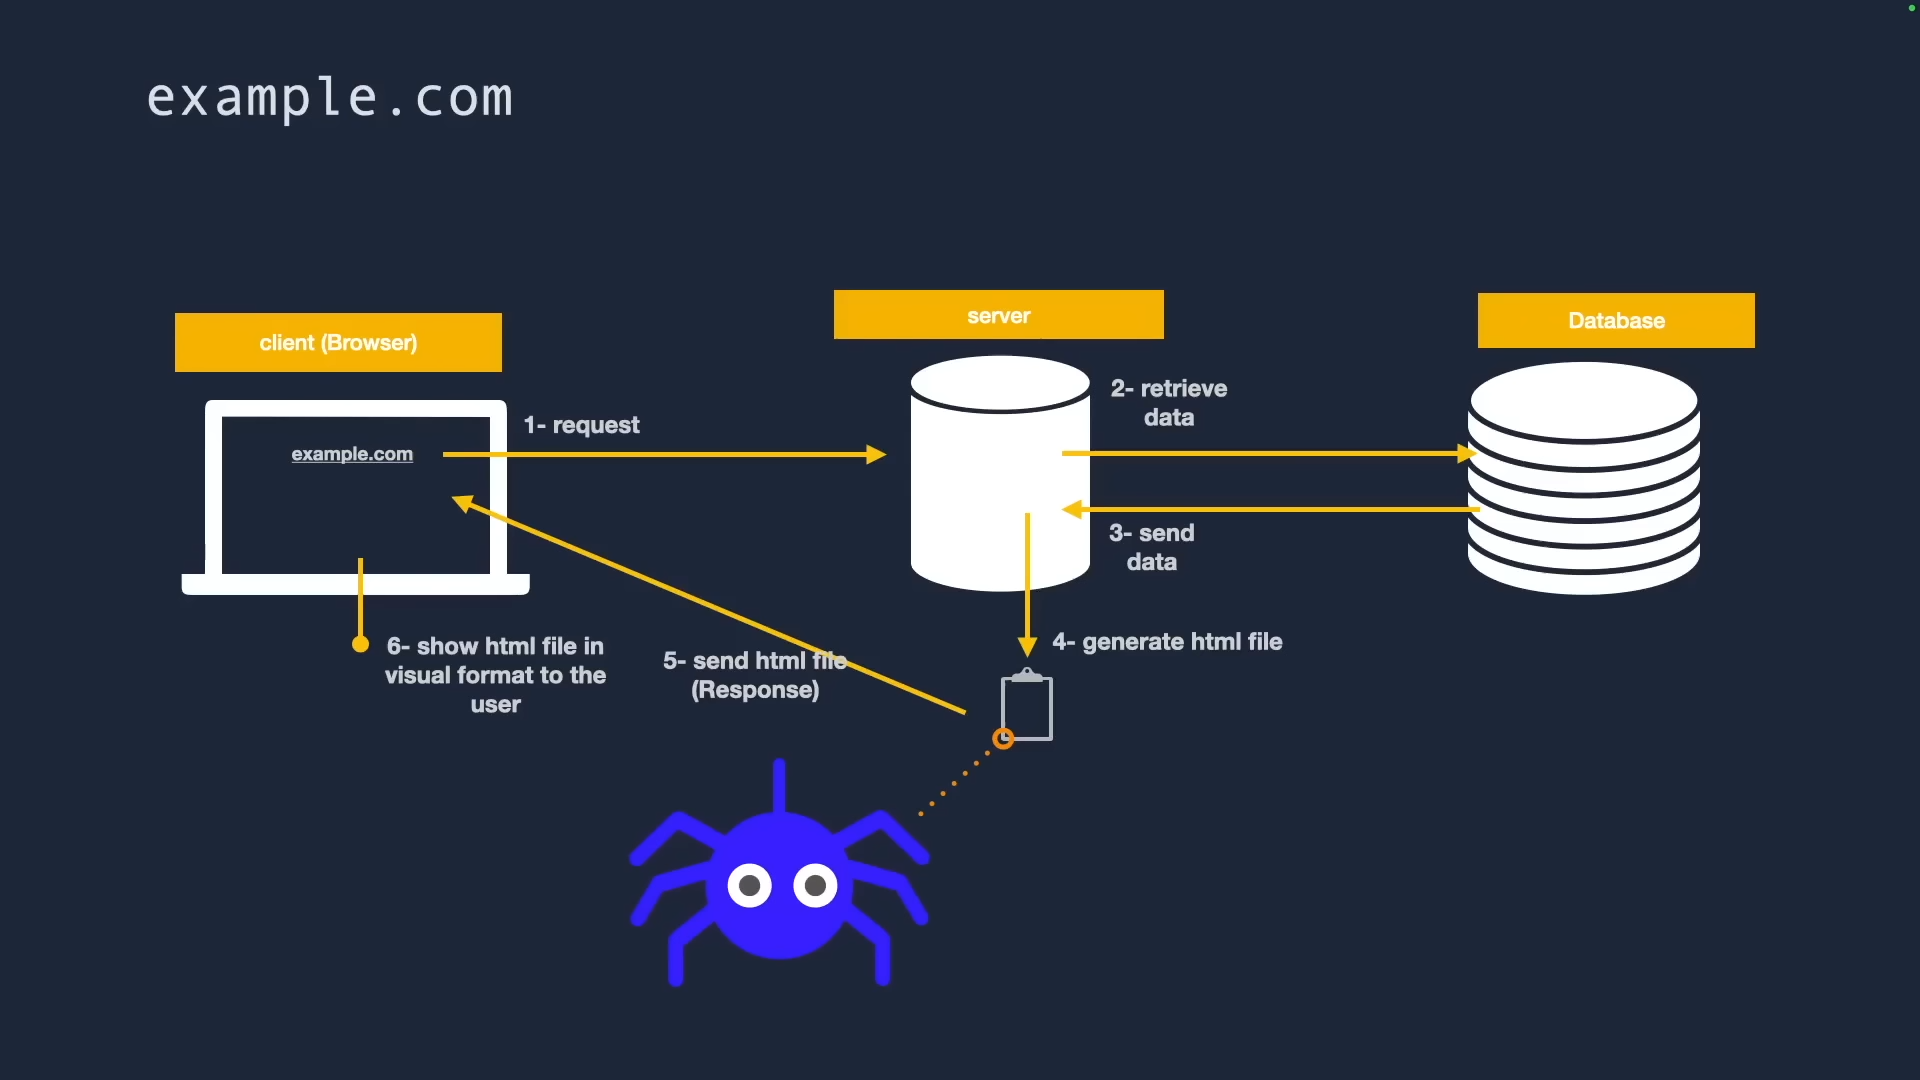 example.com
client (Browser)
server
Database
example.com
1- request
2- retrieve
data
3- send
data
4- generate html file
5- send html file
(Response)
6- show html file in
visual format to the
user